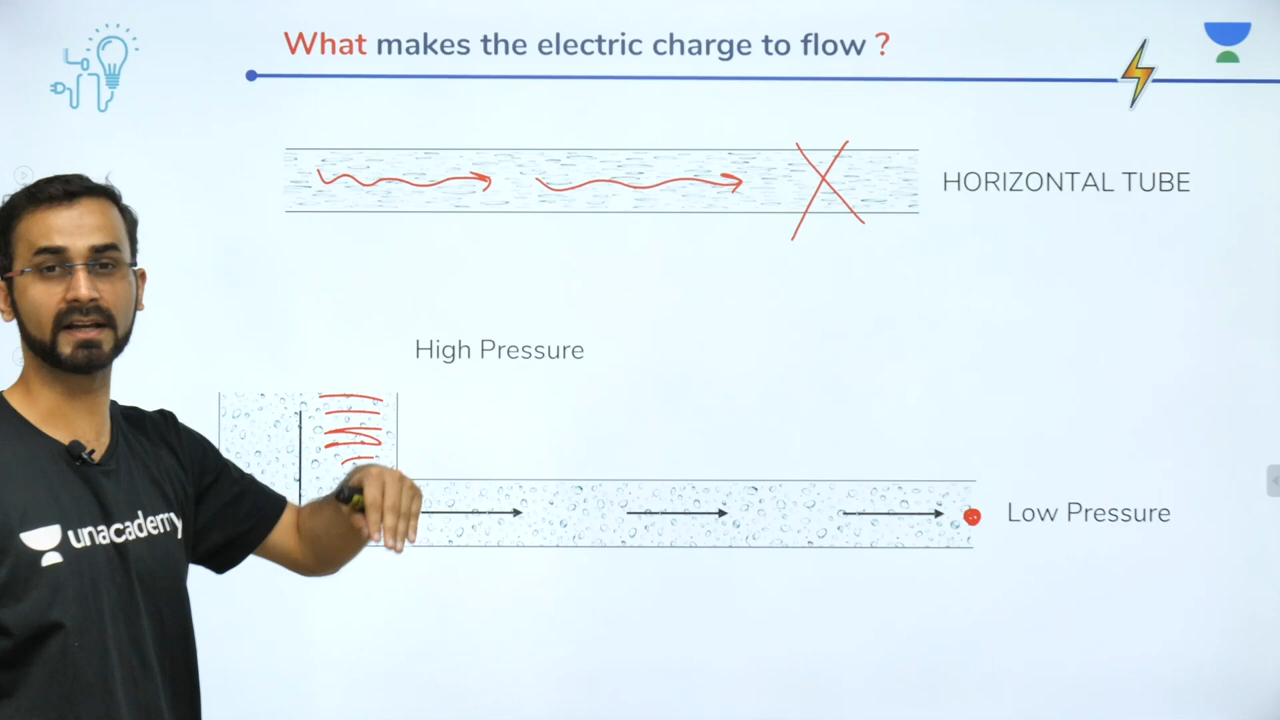 What makes the electric charge to flow ?
HORIZONTAL TUBE
High Pressure
Low Pressure
unacademy